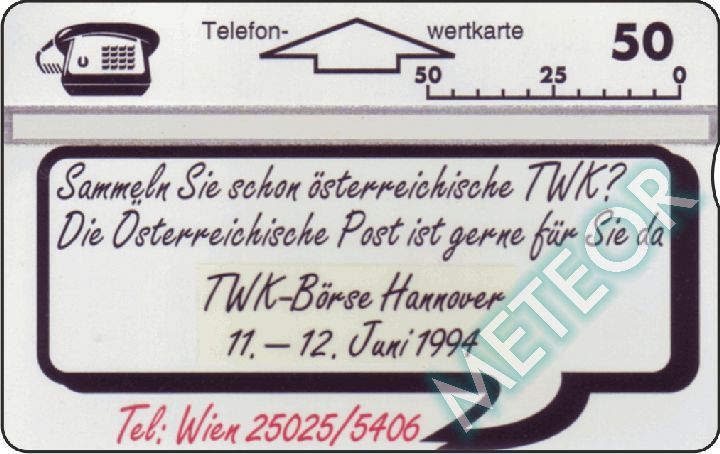 Telefon- wertkarte 50
50 25 0
Sammeln Sie schon österreichische TWK?
Die Österreichische Post ist gerne für Sie da
TWK-Börse Hannover
11. – 12. Juni 1994
Tel: Wien 25025/5406
METEOR